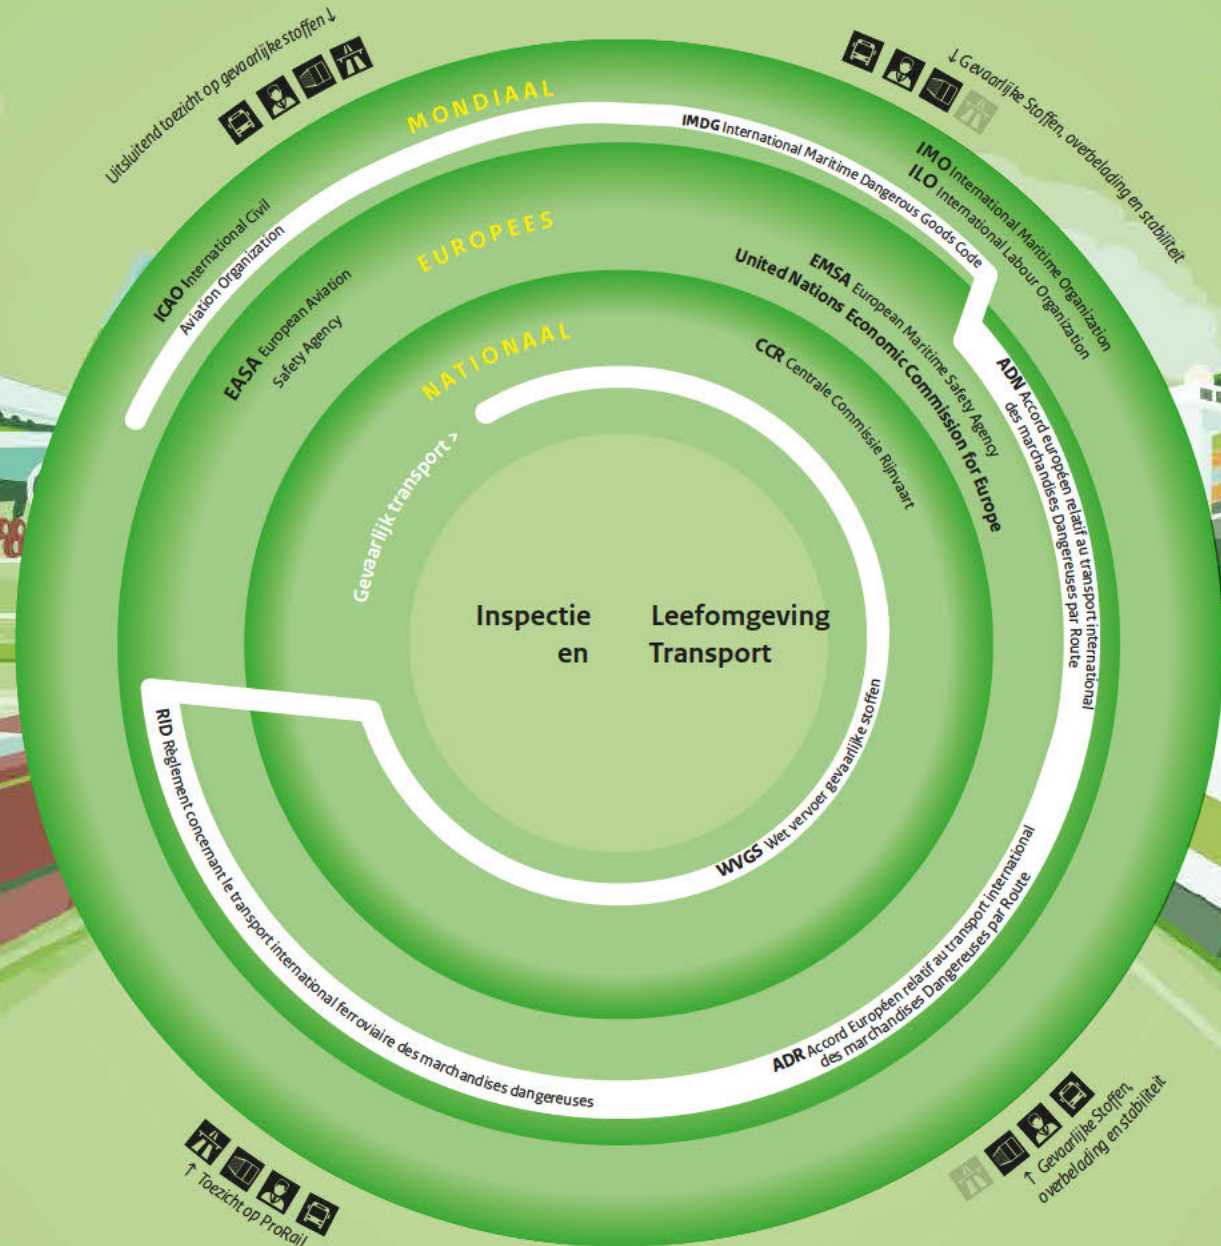 Uitsluitend toezicht op gevaarlijke stoffen ↓
↓ Gevaarlijke Stoffen, overbelading en stabiliteit
MONDIAAL
ICAO International Civil
Aviation Organization
IMDG International Maritime Dangerous Goods Code
IMO International Maritime Organization
ILO International Labour Organization
EUROPEES
EASA European Aviation
Safety Agency
EMSA European Maritime Safety Agency
United Nations Economic Commission for Europe
ADN Accord européen relatif au transport international
des marchandises Dangereuses par Route
NATIONAAL
CCR Centrale Commissie Rijnvaart
Gevaarlijk transport >
Inspectie Leefomgeving
en Transport
WVGS Wet vervoer gevaarlijke stoffen
RID Règlement concernant le transport international ferroviaire des marchandises dangereuses
ADR Accord Européen relatif au transport international
des marchandises Dangereuses par Route
↑ Toezicht op ProRail
↑ Gevaarlijke Stoffen,
overbelading en stabiliteit